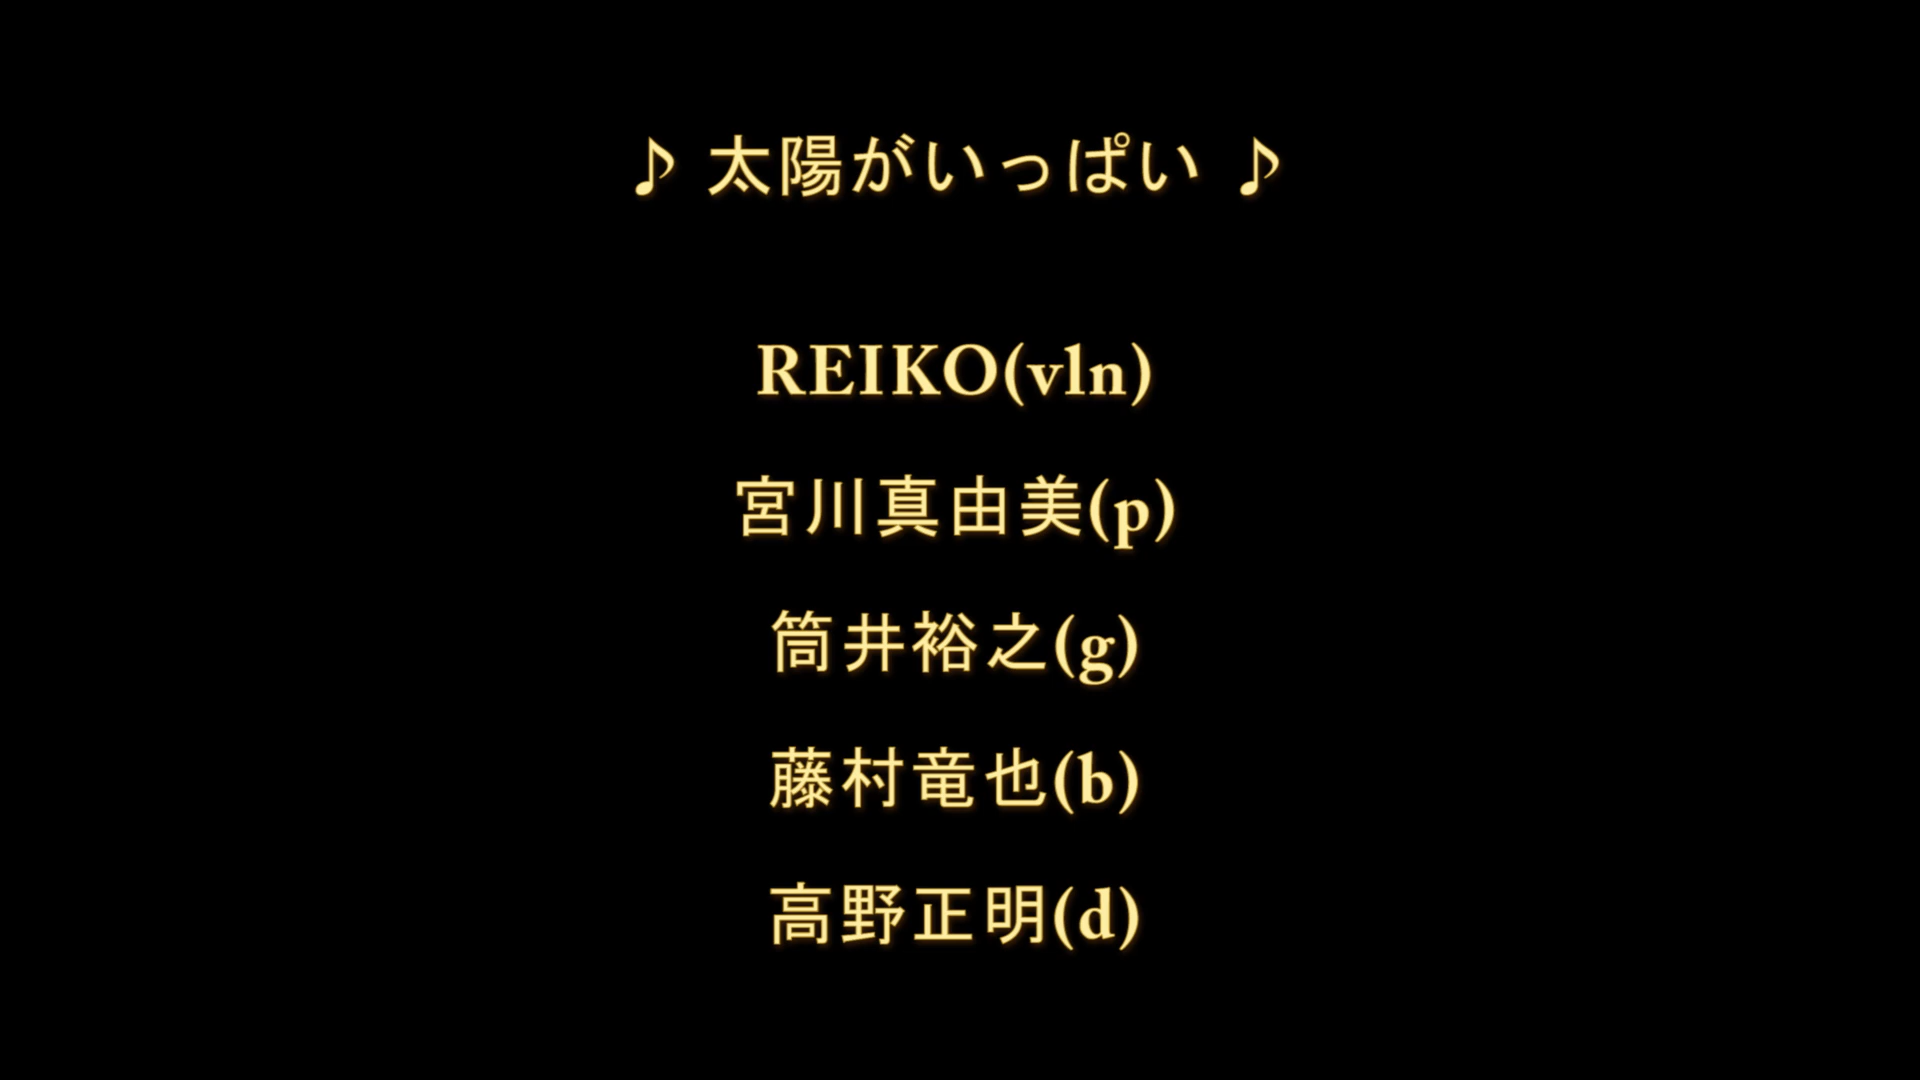 ♪ 太陽がいっぱい ♪
REIKO(vln)
宮川真由美(p)
筒井裕之(g)
藤村竜也(b)
高野正明(d)